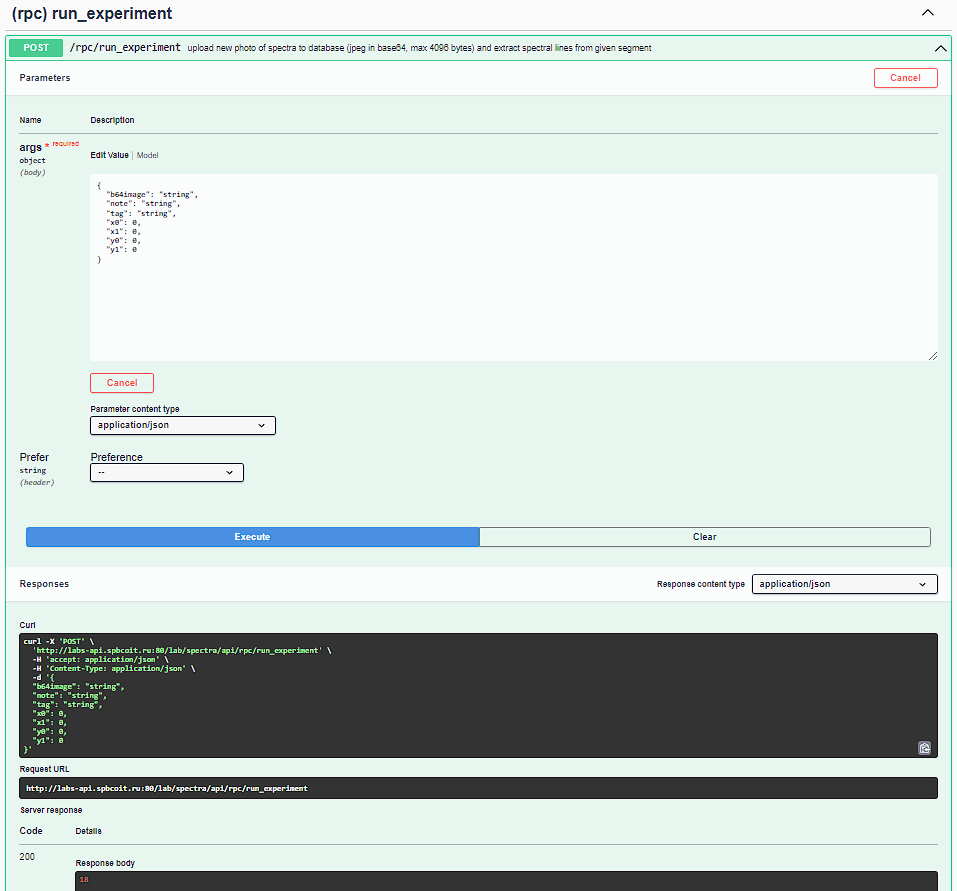 (rpc) run_experiment
POST /rpc/run_experiment upload new photo of spectra to database (jpeg in base64, max 4096 bytes) and extract spectral lines from given segment
Parameters
Cancel
Name Description
args * required
object
(body)
Edit Value | Model
{
"b64image": "string",
"note": "string",
"tag": "string",
"x0": 0,
"x1": 0,
"y0": 0,
"y1": 0
}
Cancel
Parameter content type
application/json
Prefer
string
(header)
Preference
--
Execute
Clear
Responses
Response content type
application/json
Curl
curl -X 'POST' \
'http://labs-api.spbcoit.ru:80/lab/spectra/api/rpc/run_experiment' \
-H 'accept: application/json' \
-H 'Content-Type: application/json' \
-d '{
"b64image": "string",
"note": "string",
"tag": "string",
"x0": 0,
"x1": 0,
"y0": 0,
"y1": 0
}'
Request URL
http://labs-api.spbcoit.ru:80/lab/spectra/api/rpc/run_experiment
Server response
Code Details
200
Response body
18